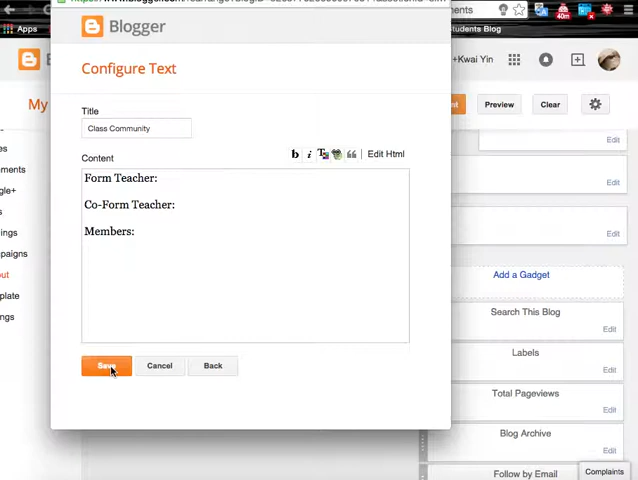 Apps
Students Blog
Blogger
+Kwai Yin
Configure Text
My
Preview
Clear
Title
Class Community
Content
b i T Edit Html
Form Teacher:
Co-Form Teacher:
Members:
Save
Cancel
Back
Edit
Edit
Edit
Add a Gadget
Search This Blog
Edit
Labels
Edit
Total Pageviews
Edit
Blog Archive
Edit
Follow by Email
Complaints
40m